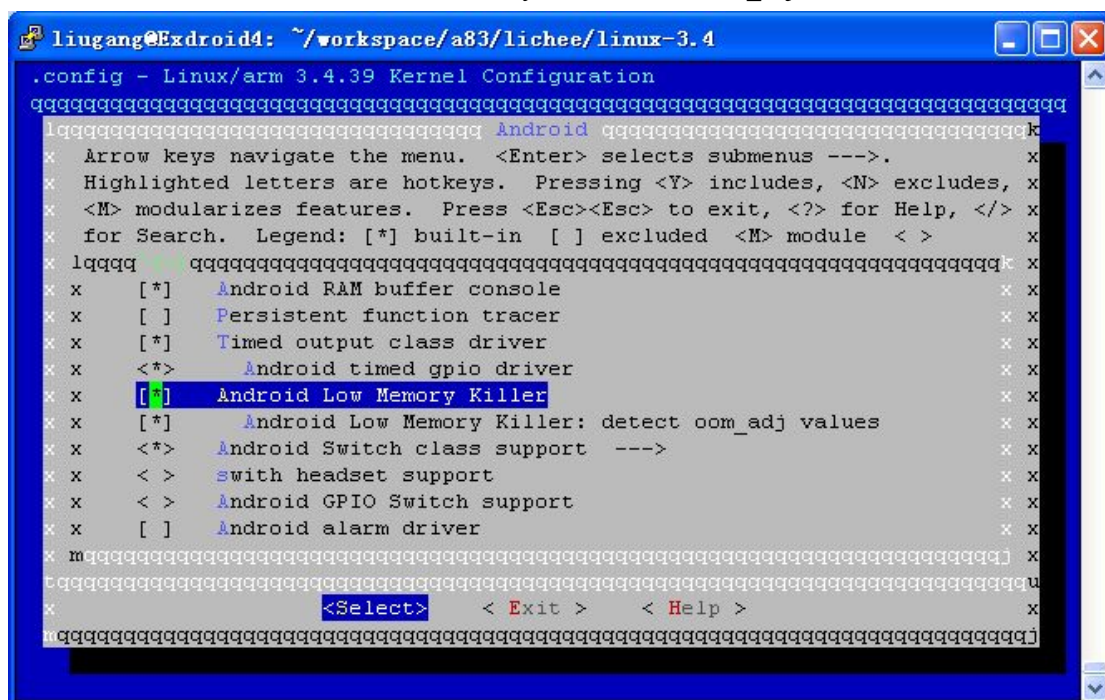 liugang@Exdroid4: ~/workspace/a83/lichee/linux-3.4
.config - Linux/arm 3.4.39 Kernel Configuration
Android
Arrow keys navigate the menu.  <Enter> selects submenus --->.
Highlighted letters are hotkeys.  Pressing <Y> includes, <N> excludes,
<M> modularizes features.  Press <Esc><Esc> to exit, <?> for Help, </>
for Search.  Legend: [*] built-in  [ ] excluded  <M> module  < >
[*]   Android RAM buffer console
[ ]   Persistent function tracer
[*]   Timed output class driver
<*>     Android timed gpio driver
[*]   Android Low Memory Killer
[*]     Android Low Memory Killer: detect oom_adj values
<*>   Android Switch class support  --->
< >   swith headset support
< >   Android GPIO Switch support
[ ]   Android alarm driver
<Select>    < Exit >    < Help >